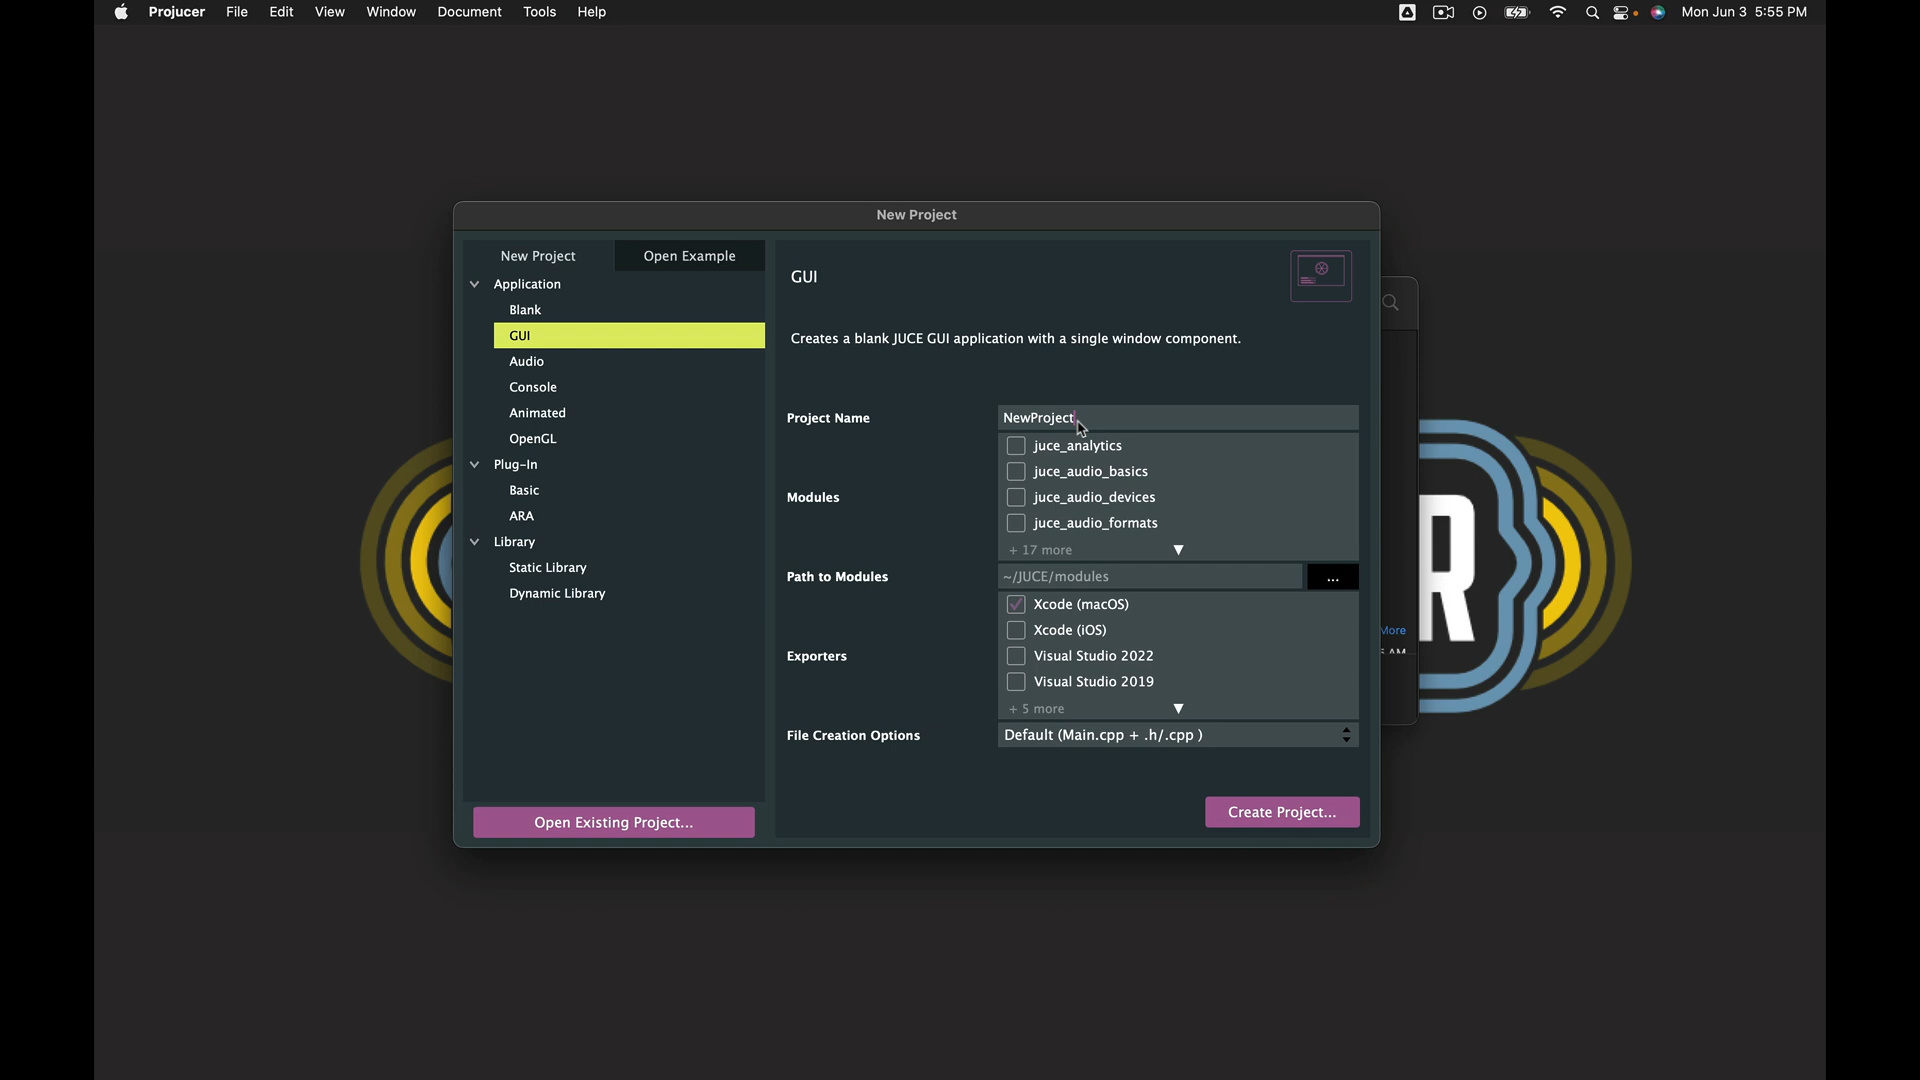 Projucer File Edit View Window Document Tools Help
Mon Jun 3 5:55 PM
New Project
New Project
Open Example
Application
Blank
GUI
Audio
Console
Animated
OpenGL
Plug-In
Basic
ARA
Library
Static Library
Dynamic Library
Open Existing Project...
GUI
Creates a blank JUCE GUI application with a single window component.
Project Name
NewProject
Modules
juce_analytics
juce_audio_basics
juce_audio_devices
juce_audio_formats
+ 17 more
Path to Modules
~/JUCE/modules
...
Exporters
Xcode (macOS)
Xcode (iOS)
Visual Studio 2022
Visual Studio 2019
+ 5 more
File Creation Options
Default (Main.cpp + .h/.cpp )
Create Project...
More
R